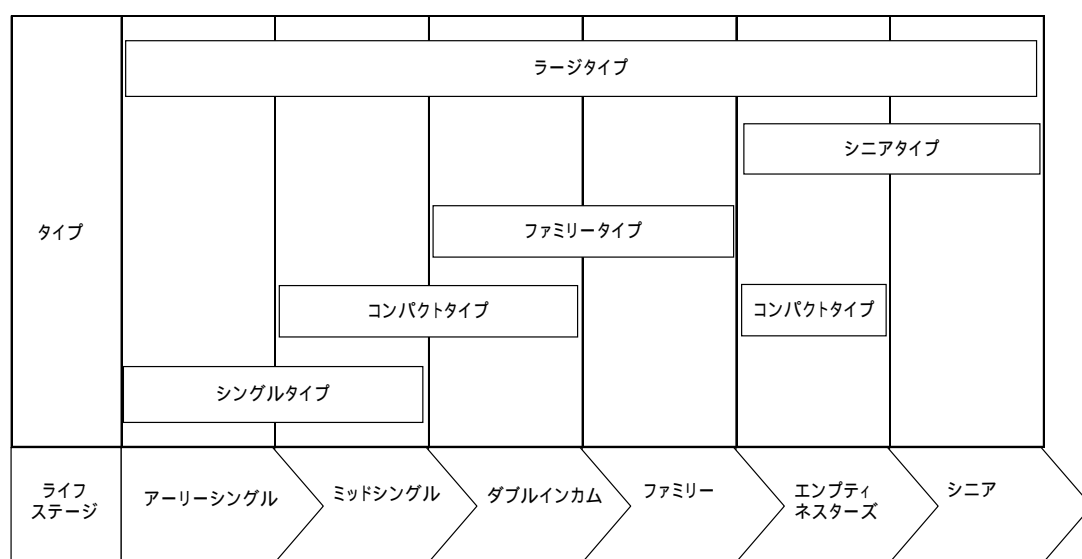 ラージタイプ
シニアタイプ
タイプ
ファミリータイプ
コンパクトタイプ
コンパクトタイプ
シングルタイプ
ライフ
ステージ
アーリーシングル
ミッドシングル
ダブルインカム
ファミリー
エンプティ
ネスターズ
シニア